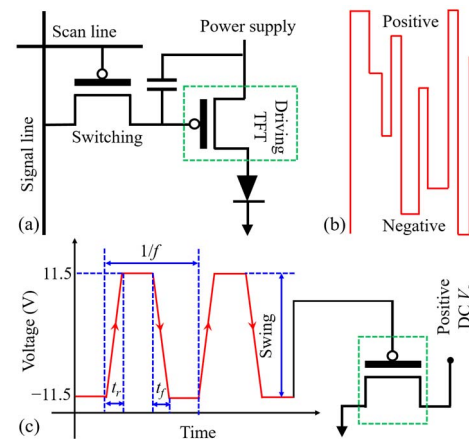 (a)
Scan line
Power supply
Signal line
Switching
Driving
TFT
(b)
Positive
Negative
(c)
Voltage (V)
11.5
−11.5
1/f
t_r
t_f
Swing
Time
Positive
DC V